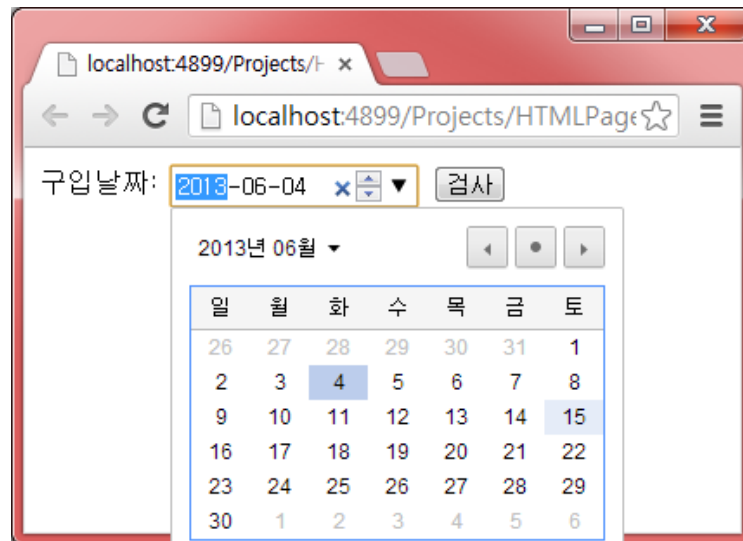 localhost:4899/Projects/H
localhost:4899/Projects/HTMLPage
구입날짜: 2013-06-04 검사
2013년 06월
일 월 화 수 목 금 토
26 27 28 29 30 31 1
2 3 4 5 6 7 8
9 10 11 12 13 14 15
16 17 18 19 20 21 22
23 24 25 26 27 28 29
30 1 2 3 4 5 6